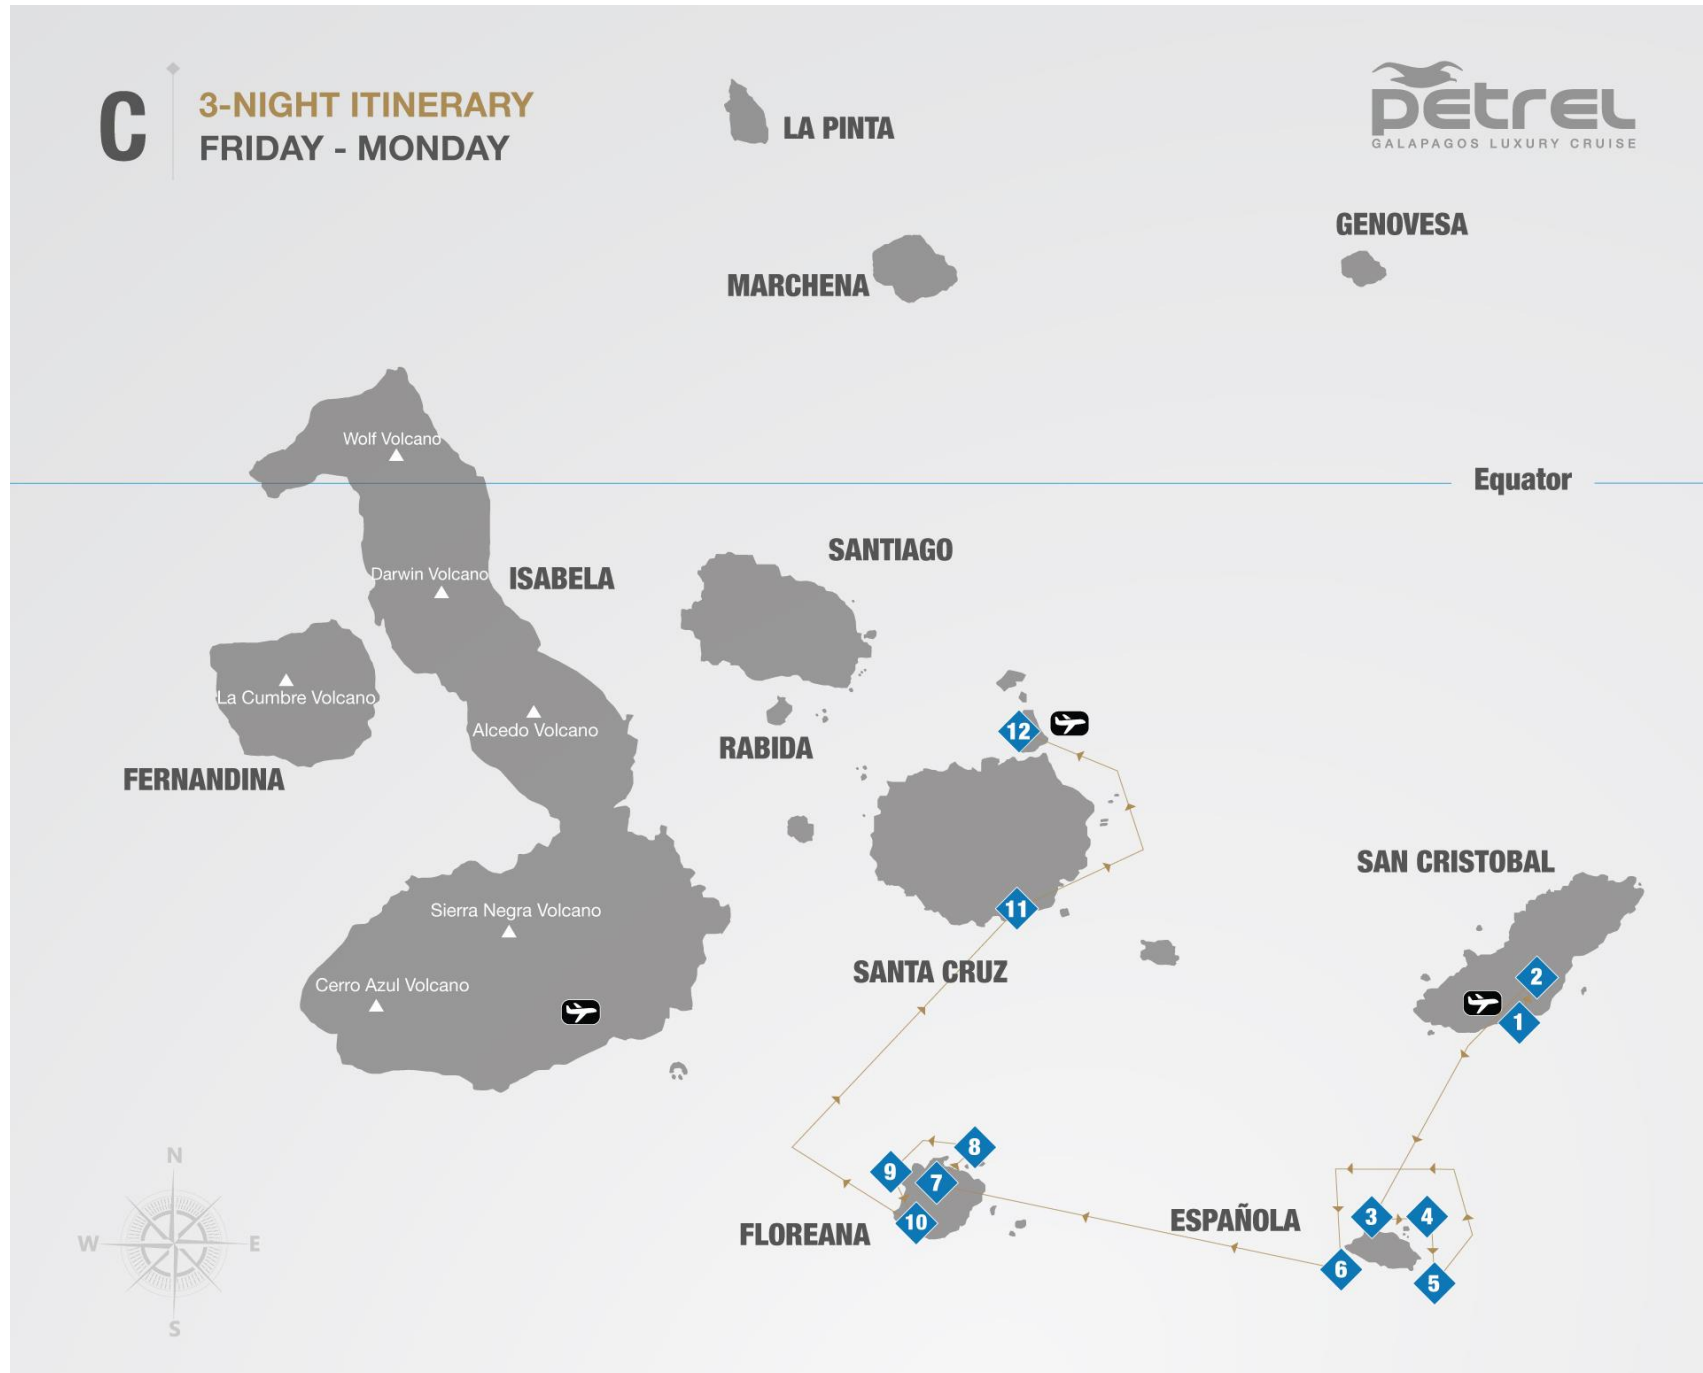 C
3-NIGHT ITINERARY
FRIDAY - MONDAY
PETREL
GALAPAGOS LUXURY CRUISE
LA PINTA
GENOVESA
MARCHENA
Wolf Volcano
Equator
SANTIAGO
Darwin Volcano
ISABELA
La Cumbre Volcano
Alcedo Volcano
12
RABIDA
FERNANDINA
SAN CRISTOBAL
Sierra Negra Volcano
11
SANTA CRUZ
2
Cerro Azul Volcano
1
N
8
9
7
W
E
FLOREANA
10
ESPAÑOLA
3
4
6
5
S